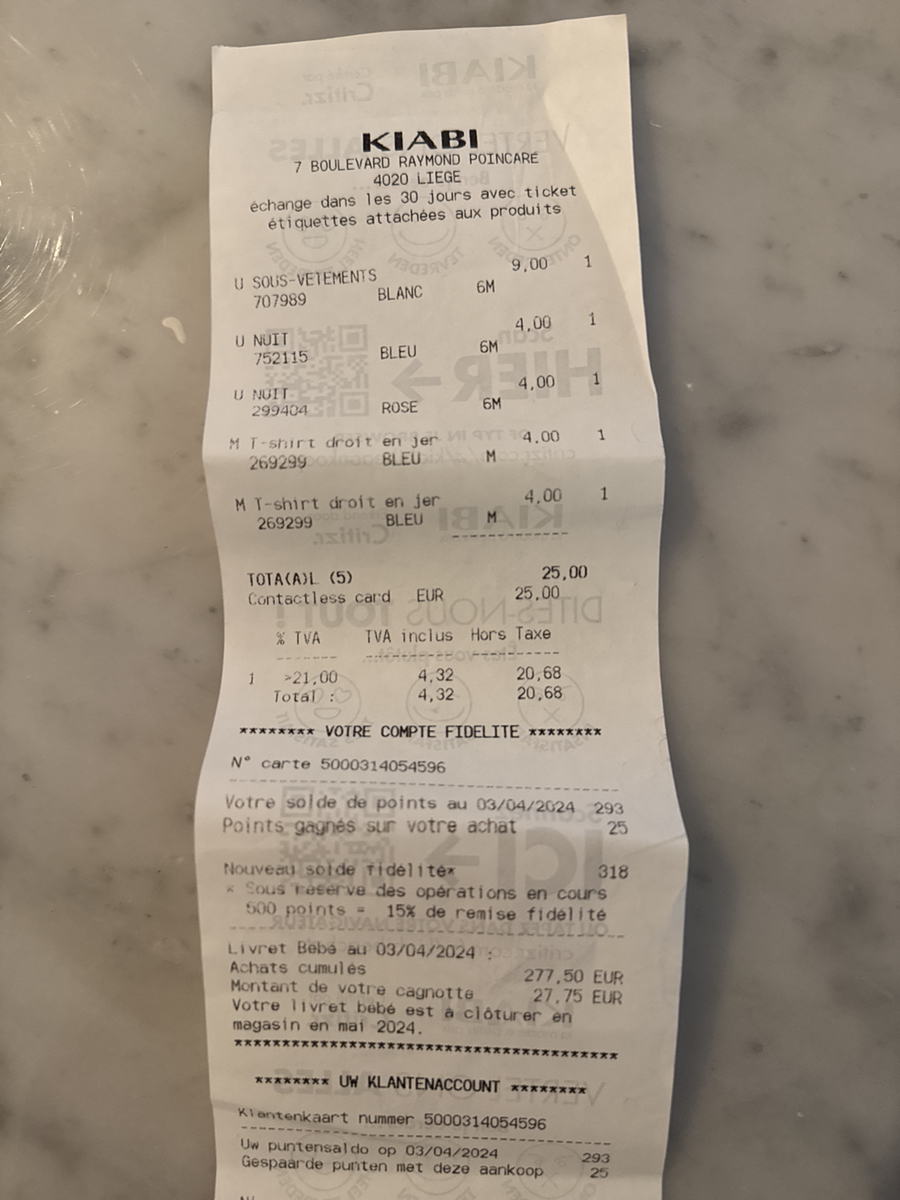 KIABI
7 BOULEVARD RAYMOND POINCARE
4020 LIEGE
échange dans les 30 jours avec ticket
étiquettes attachées aux produits
U SOUS-VETEMENTS 9,00 1
707989 BLANC 6M
U NUIT 4,00 1
752115 BLEU 6M
U NUIT 4,00 1
299404 ROSE 6M
M T-shirt droit en jer 4,00 1
269299 BLEU M
M T-shirt droit en jer 4,00 1
269299 BLEU M
------------
TOTA(A)L (5) 25,00
Contactless card EUR 25,00
% TVA TVA inclus Hors Taxe
1 >21,00 4,32 20,68
Total : 4,32 20,68
******** VOTRE COMPTE FIDELITE ********
N° carte 5000314054596
Votre solde de points au 03/04/2024 293
Points gagnés sur votre achat 25
Nouveau solde fidélité* 318
* Sous réserve des opérations en cours
500 points = 15% de remise fidélité
Livret Bébé au 03/04/2024 :
Achats cumulés 277,50 EUR
Montant de votre cagnotte 27,75 EUR
Votre livret bébé est à clôturer en
magasin en mai 2024.
******************************************
******** UW KLANTENACCOUNT ********
Klantenkaart nummer 5000314054596
Uw puntensaldo op 03/04/2024 293
Gespaarde punten met deze aankoop 25